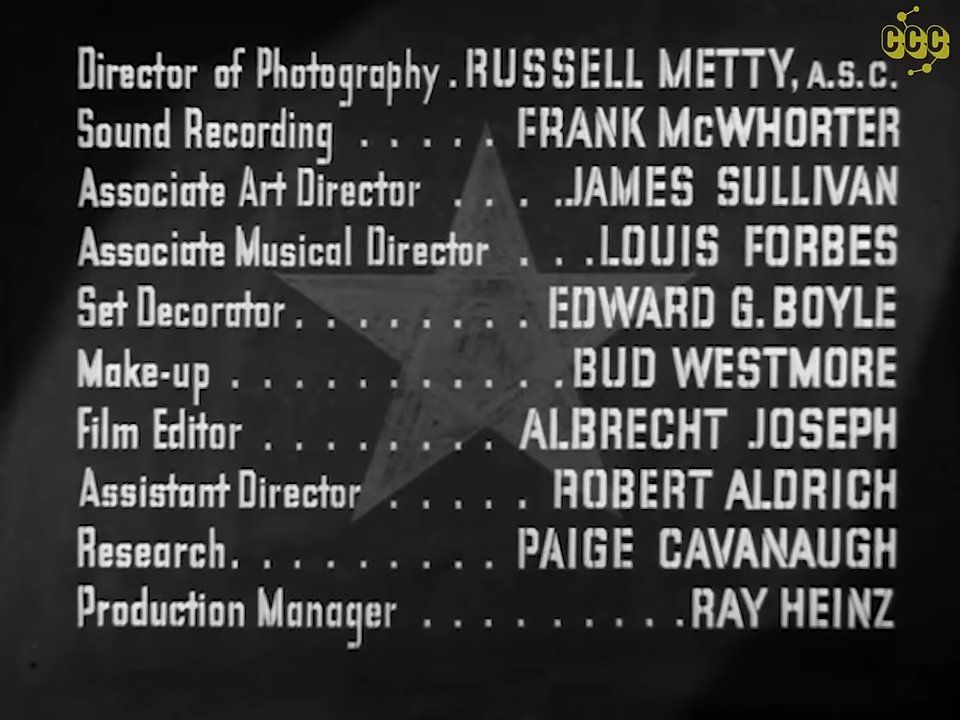 CCC
Director of Photography . RUSSELL METTY, A.S.C.
Sound Recording . . . . . FRANK McWHORTER
Associate Art Director . . . . . JAMES SULLIVAN
Associate Musical Director . . . LOUIS FORBES
Set Decorator . . . . . . . . EDWARD G. BOYLE
Make-up . . . . . . . . . . . . BUD WESTMORE
Film Editor . . . . . . . . ALBRECHT JOSEPH
Assistant Director . . . . . ROBERT ALDRICH
Research . . . . . . . . . PAIGE CAVANAUGH
Production Manager . . . . . . . . . RAY HEINZ